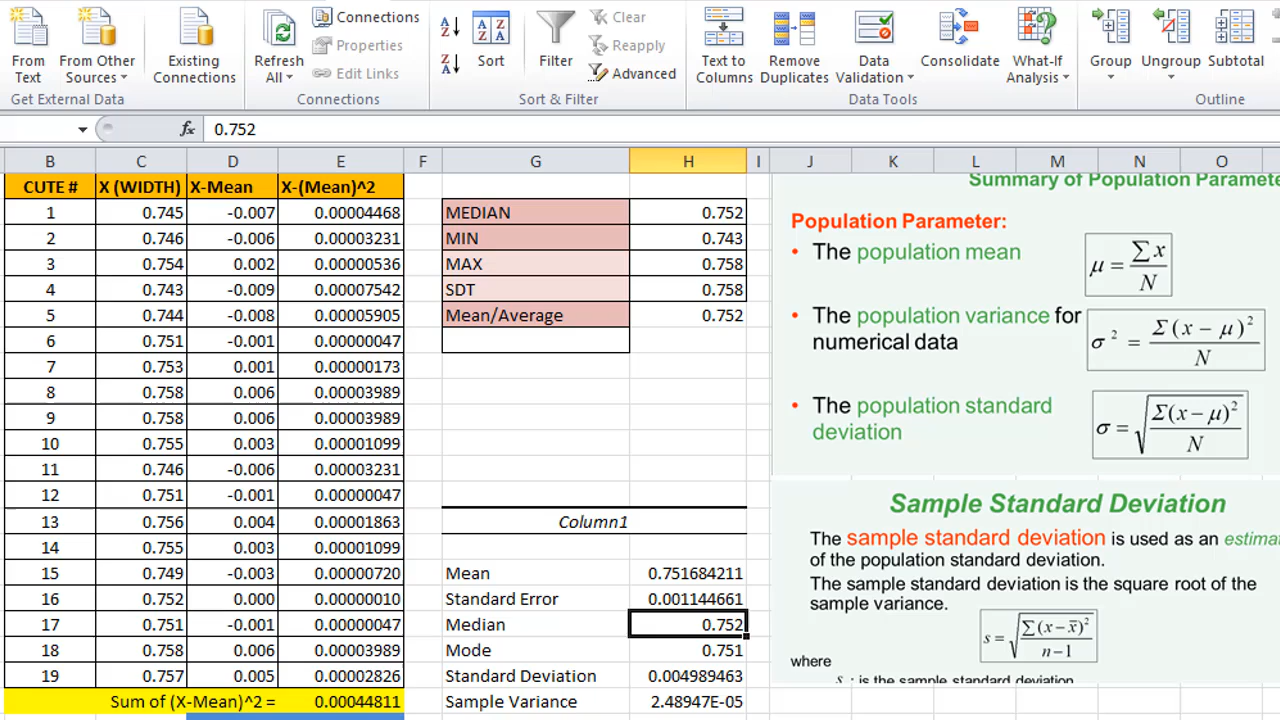 From Text
From Other Sources
Existing Connections
Refresh All
Connections
Properties
Edit Links
Sort
Filter
Clear
Reapply
Advanced
Text to Columns
Remove Duplicates
Data Validation
Consolidate
What-If Analysis
Group
Ungroup
Subtotal
Get External Data
Connections
Sort & Filter
Data Tools
Outline
fx 0.752
B C D E F G H I J K L M N O
CUTE # X (WIDTH) X-Mean X-(Mean)^2
1 0.745 -0.007 0.00004468
2 0.746 -0.006 0.00003231
3 0.754 0.002 0.00000536
4 0.743 -0.009 0.00007542
5 0.744 -0.008 0.00005905
6 0.751 -0.001 0.00000047
7 0.753 0.001 0.00000173
8 0.758 0.006 0.00003989
9 0.758 0.006 0.00003989
10 0.755 0.003 0.00001099
11 0.746 -0.006 0.00003231
12 0.751 -0.001 0.00000047
13 0.756 0.004 0.00001863
14 0.755 0.003 0.00001099
15 0.749 -0.003 0.00000720
16 0.752 0.000 0.00000010
17 0.751 -0.001 0.00000047
18 0.758 0.006 0.00003989
19 0.757 0.005 0.00002826
Sum of (X-Mean)^2 = 0.00044811
MEDIAN 0.752
MIN 0.743
MAX 0.758
SDT 0.758
Mean/Average 0.752
Column1
Mean 0.751684211
Standard Error 0.001144661
Median 0.752
Mode 0.751
Standard Deviation 0.004989463
Sample Variance 2.48947E-05
Summary of Population Paramete
Population Parameter:
• The population mean
μ = ∑x / N
• The population variance for
numerical data
σ² = Σ(x − μ)² / N
• The population standard
deviation
σ = √(Σ(x − μ)² / N)
Sample Standard Deviation
The sample standard deviation is used as an estimat
of the population standard deviation.
The sample standard deviation is the square root of the
sample variance.
s = √(∑(x − x̄)² / n − 1)
where
s : is the sample standard deviation